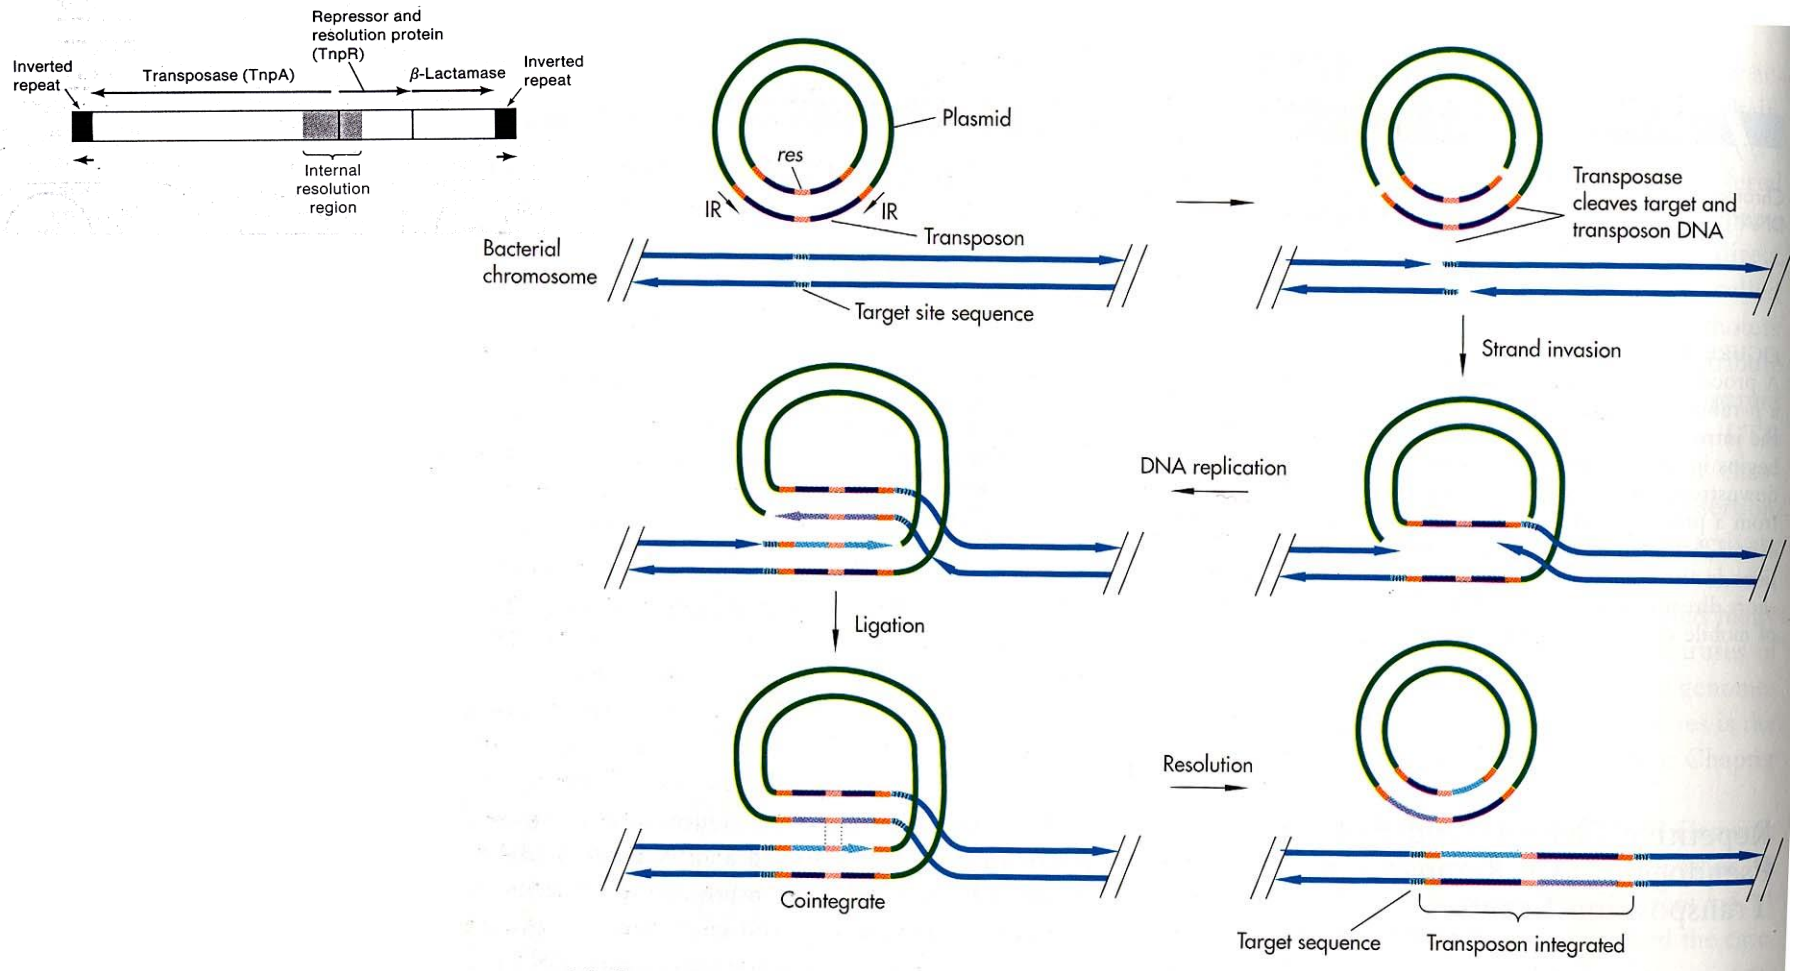 Repressor and
resolution protein
(TnpR)
Inverted
repeat
Transposase (TnpA)
β-Lactamase
Inverted
repeat
Internal
resolution
region
Plasmid
res
IR
IR
Transposon
Bacterial
chromosome
Target site sequence
Transposase
cleaves target and
transposon DNA
Strand invasion
DNA replication
Ligation
Cointegrate
Resolution
Target sequence
Transposon integrated